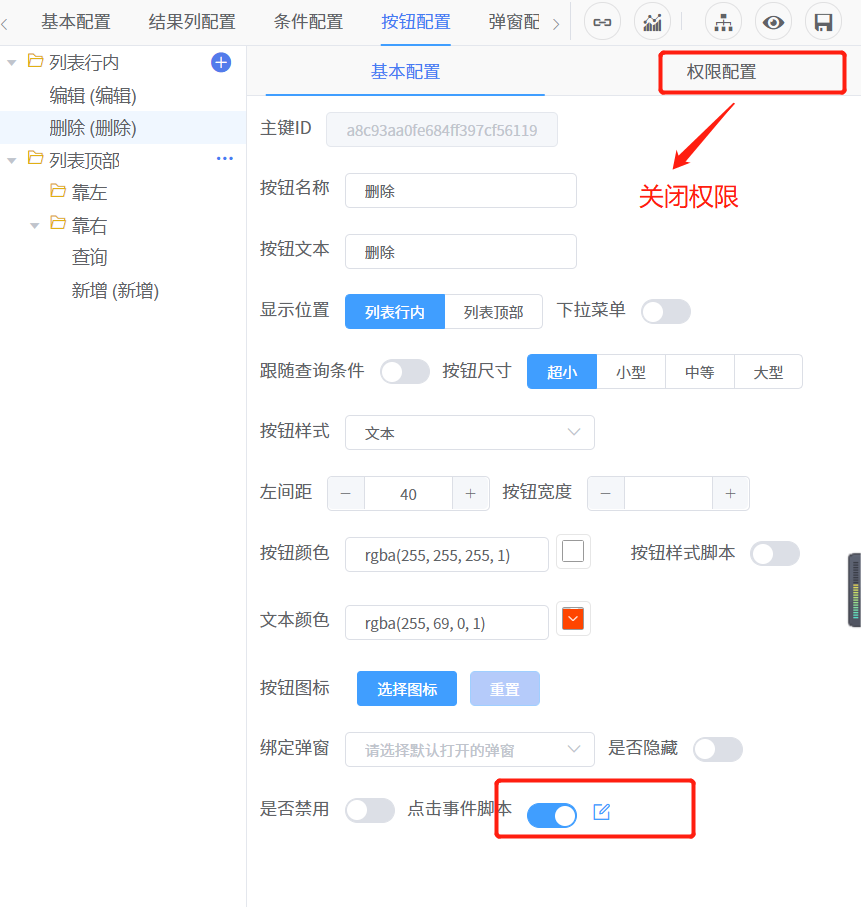 基本配置 结果列配置 条件配置 按钮配置 弹窗配
列表行内
编辑 (编辑)
删除 (删除)
列表顶部
靠左
靠右
查询
新增 (新增)
基本配置 权限配置
关闭权限
主键ID a8c93aa0fe684ff397cf56119
按钮名称 删除
按钮文本 删除
显示位置 列表行内 列表顶部 下拉菜单
跟随查询条件 按钮尺寸 超小 小型 中等 大型
按钮样式 文本
左间距 − 40 + 按钮宽度 − +
按钮颜色 rgba(255, 255, 255, 1) 按钮样式脚本
文本颜色 rgba(255, 69, 0, 1)
按钮图标 选择图标 重置
绑定弹窗 请选择默认打开的弹窗 是否隐藏
是否禁用 点击事件脚本